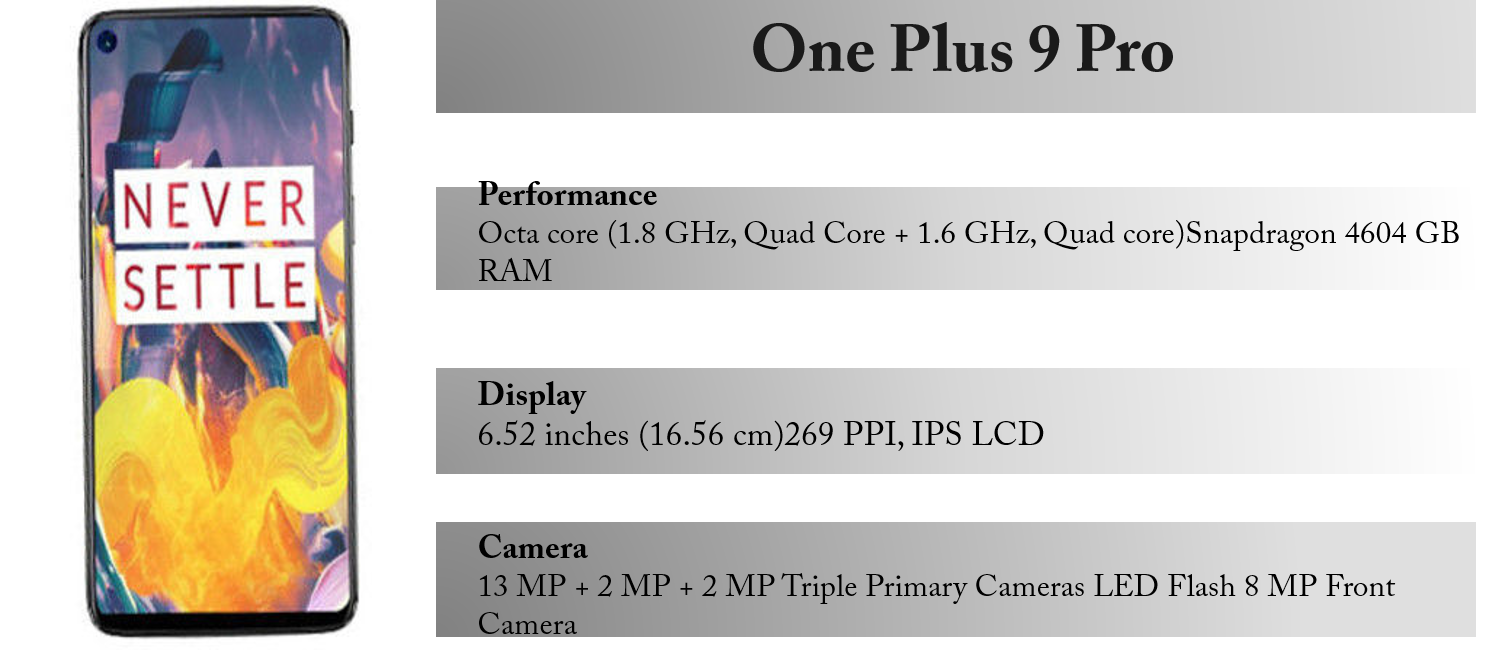 One Plus 9 Pro
NEVER
SETTLE
Performance
Octa core (1.8 GHz, Quad Core + 1.6 GHz, Quad core)Snapdragon 4604 GB
RAM
Display
6.52 inches (16.56 cm)269 PPI, IPS LCD
Camera
13 MP + 2 MP + 2 MP Triple Primary Cameras LED Flash 8 MP Front
Camera